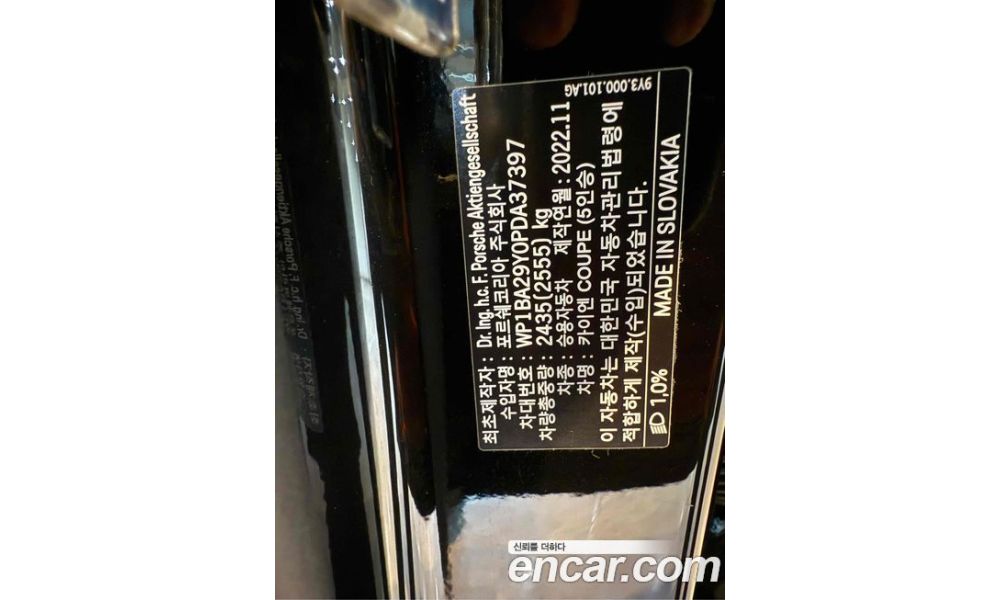 최초제작자 : Dr. Ing. h.c. F. Porsche Aktiengesellschaft
수입자명 : 포르쉐코리아 주식회사
차대번호 : WP1BA29Y0PDA37397
차량총중량 : 2435(2555) kg
차종 : 승용자동차 제작연월 : 2022.11
차명 : 카이엔 COUPE (5인승)
이 자동차는 대한민국 자동차관리법령에
적합하게 제작(수입)되었습니다.
1,0% MADE IN SLOVAKIA
9Y3.000.101.AG
신뢰를 더하다
encar.com